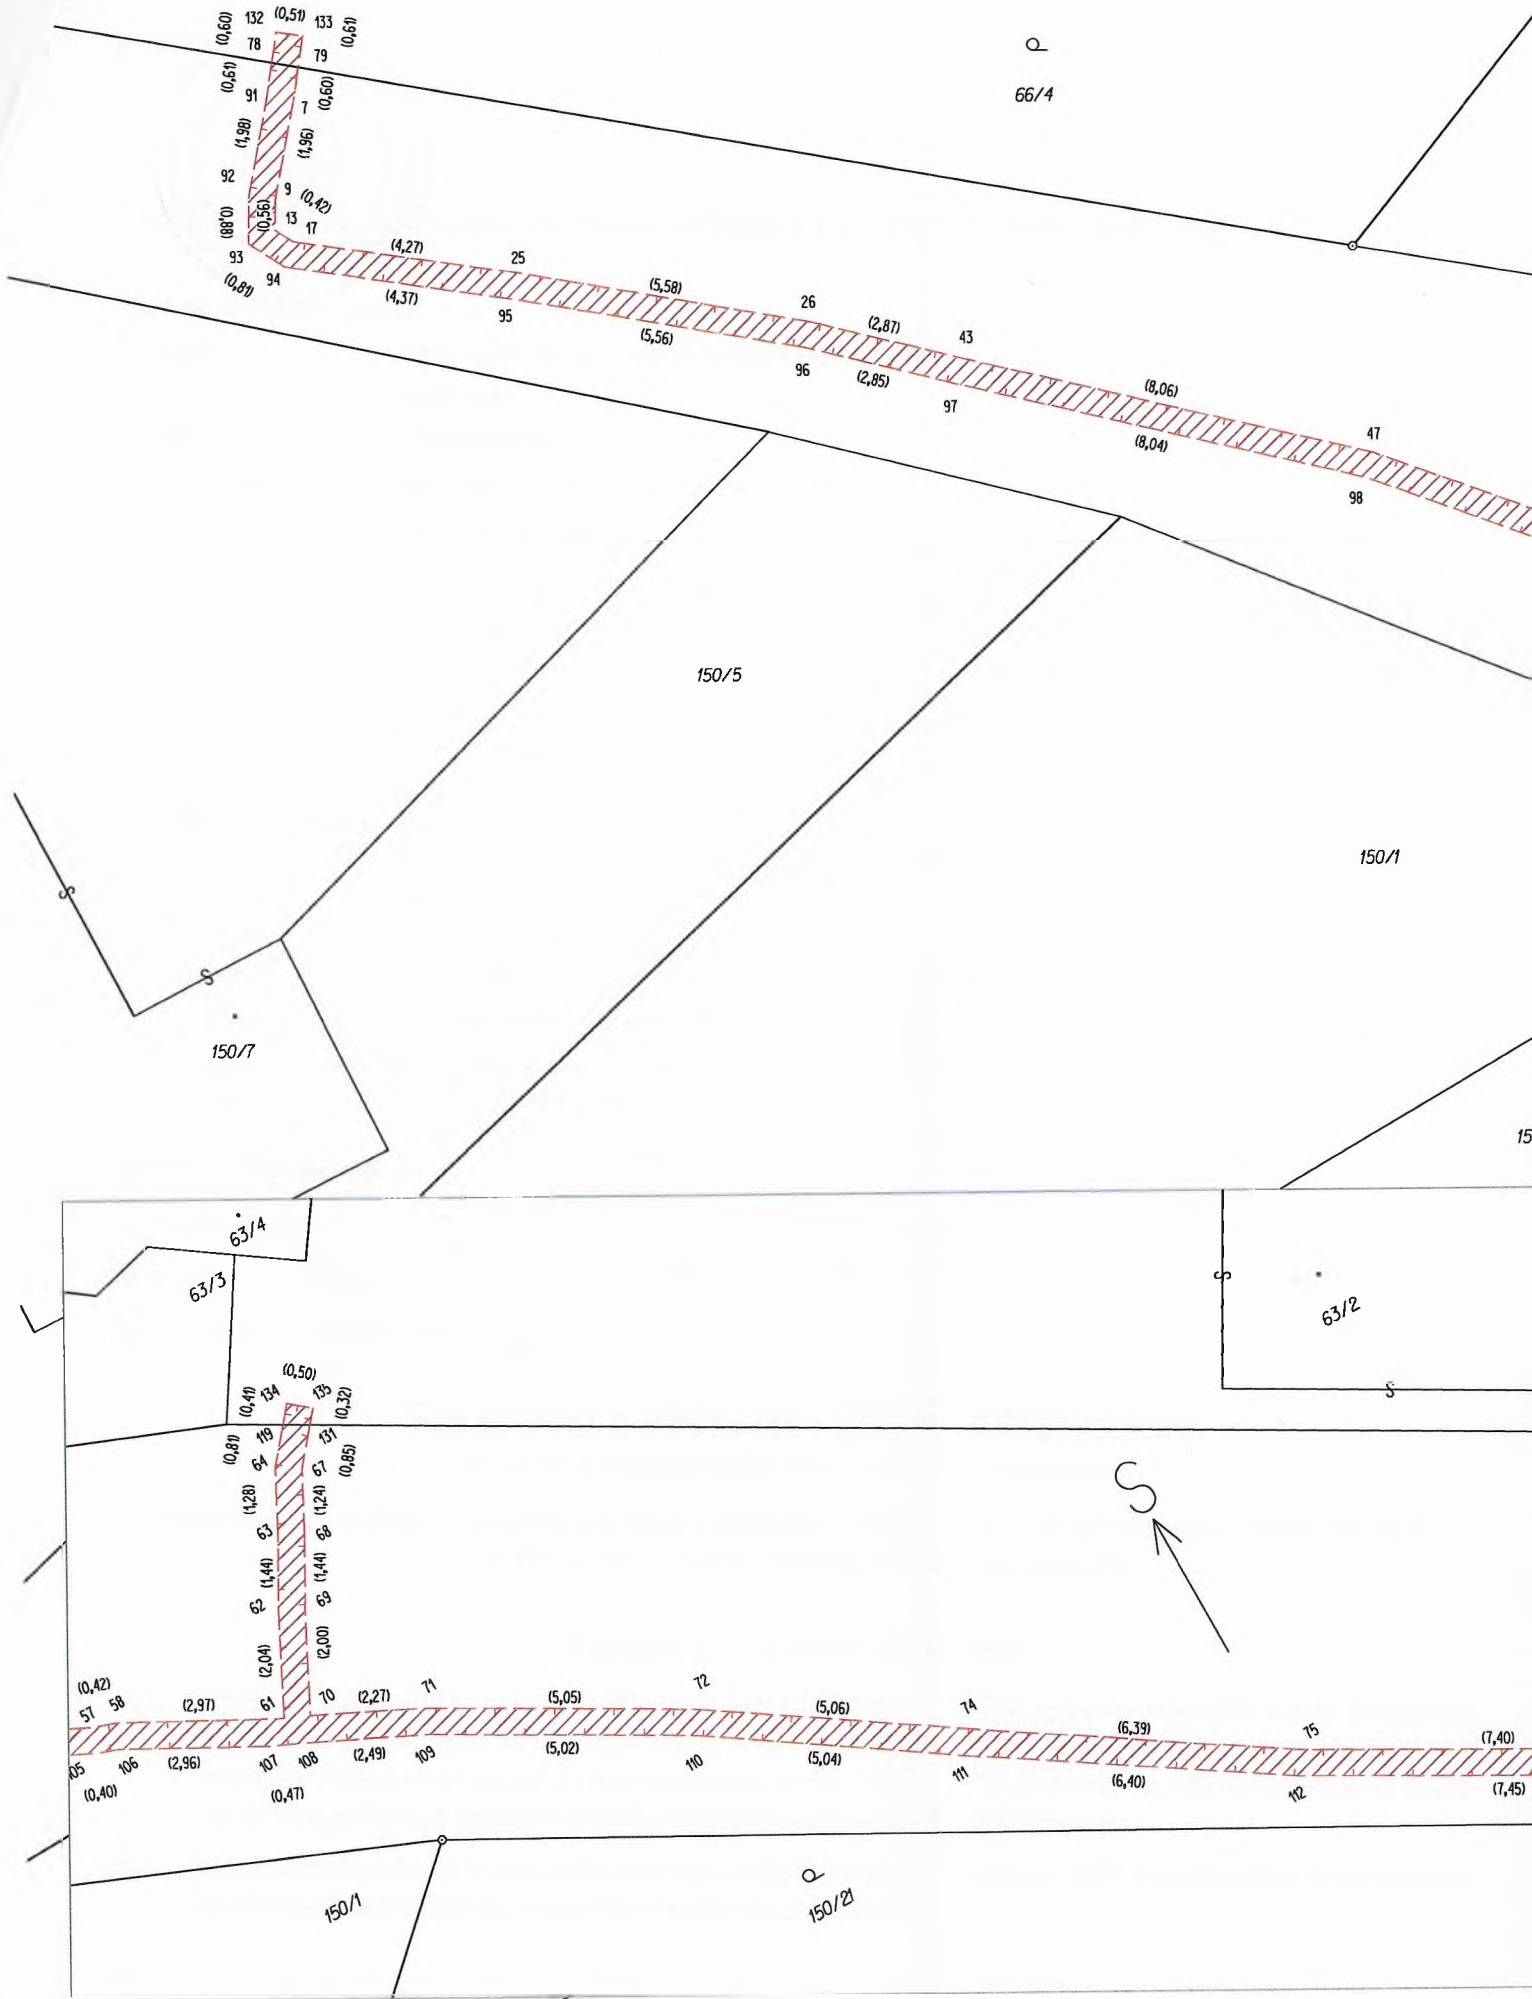 132 (0,51) 133
(0,60) (0,61)
78 79
(0,61) (0,60)
91 7
(1,98) (1,96)
92 9 (0,42)
(0,88) (0,56) 13 17
93 94
(0,81)
(4,27) 25 (5,58) 26 (2,87) 43 (8,06) 47
(4,37) 95 (5,56) 96 (2,85) 97 (8,04) 98
66/4
150/5
150/1
S
S
150/7
15
63/4
63/3
S
63/2
S
(0,50)
(0,41) 134 135 (0,32)
(0,81) 119 131 (0,85)
64 67
(1,28) (1,24)
63 68
(1,44) (1,44)
62 69
(2,04) (2,00)
S
(0,42)
57 58 (2,97) 61 70 (2,27) 71 (5,05) 72 (5,06) 74 (6,39) 75 (7,40)
105 106 (2,96) 107 108 (2,49) 109 (5,02) 110 (5,04) 111 (6,40) 112 (7,45)
(0,40) (0,47)
150/1
150/21